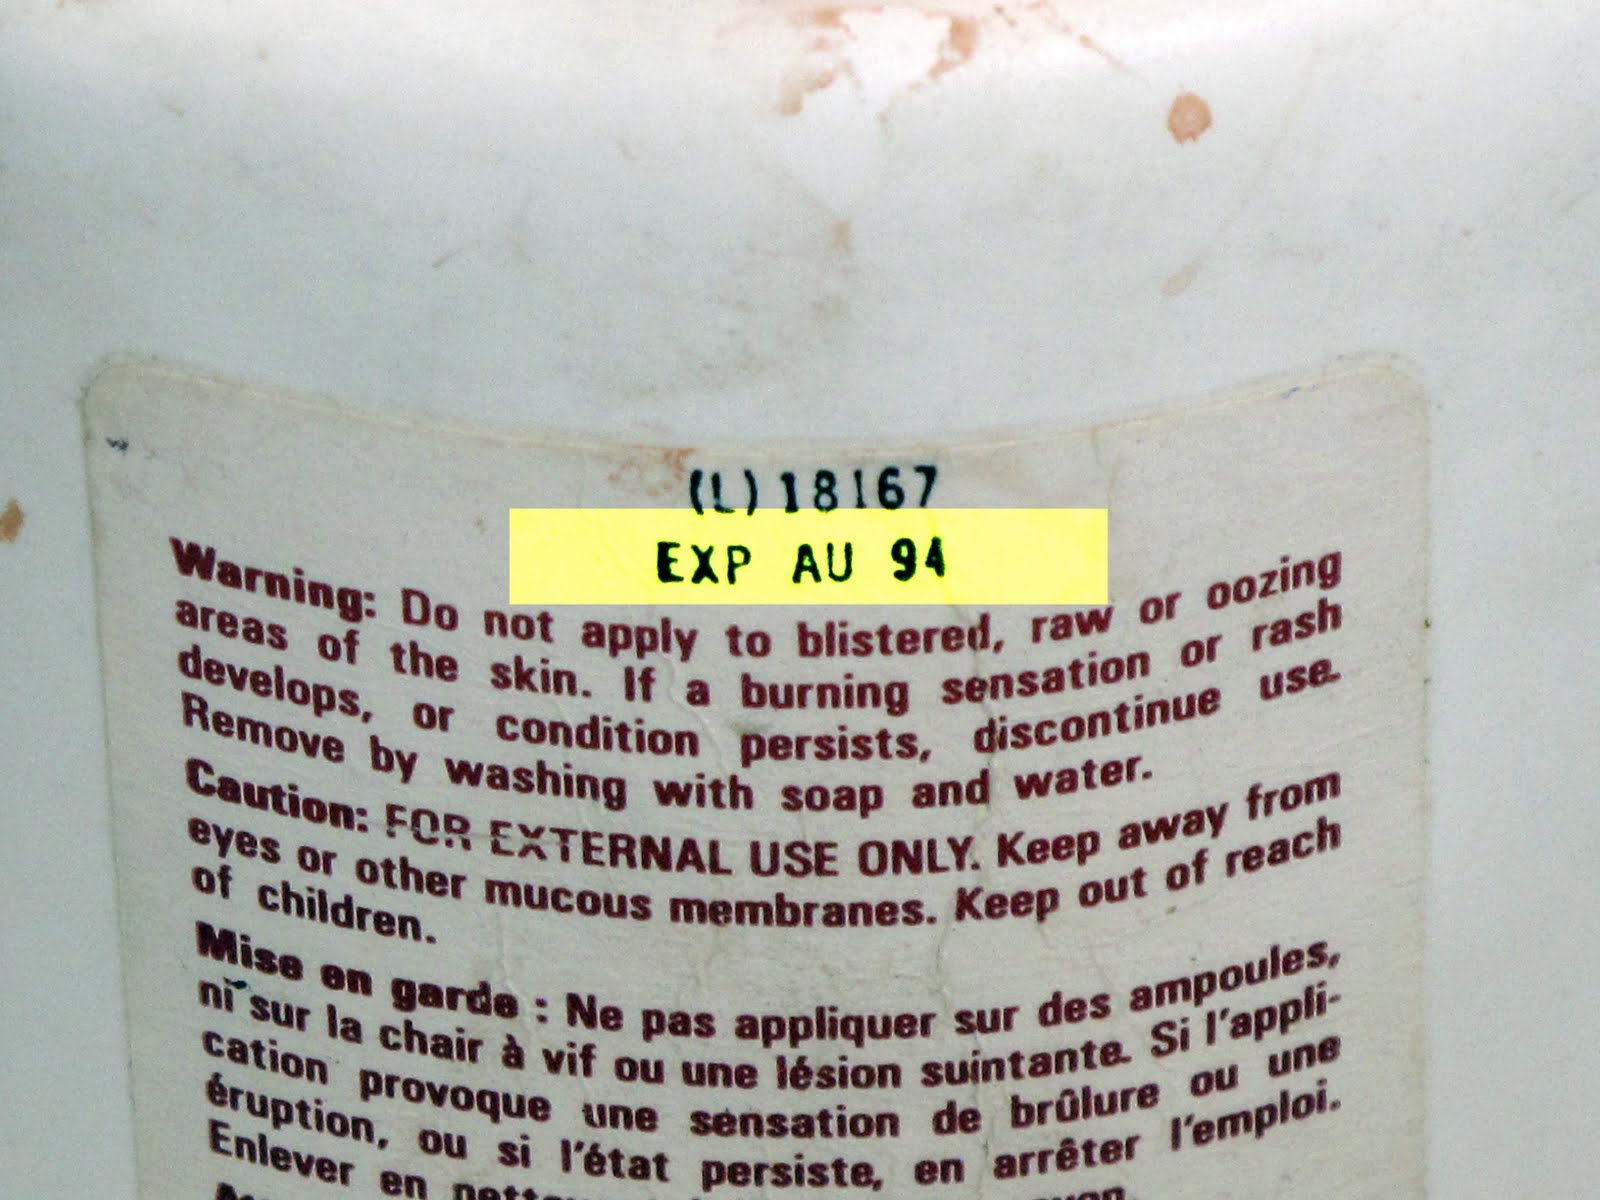 (L) 18167
EXP AU 94
Warning: Do not apply to blistered, raw or oozing
areas of the skin. If a burning sensation or rash
develops, or condition persists, discontinue use.
Remove by washing with soap and water.
Caution: FOR EXTERNAL USE ONLY. Keep away from
eyes or other mucous membranes. Keep out of reach
of children.
Mise en garde : Ne pas appliquer sur des ampoules,
ni sur la chair à vif ou une lésion suintante. Si l'appli-
cation provoque une sensation de brûlure ou une
éruption, ou si l'état persiste, en arrêter l'emploi.
Enlever en